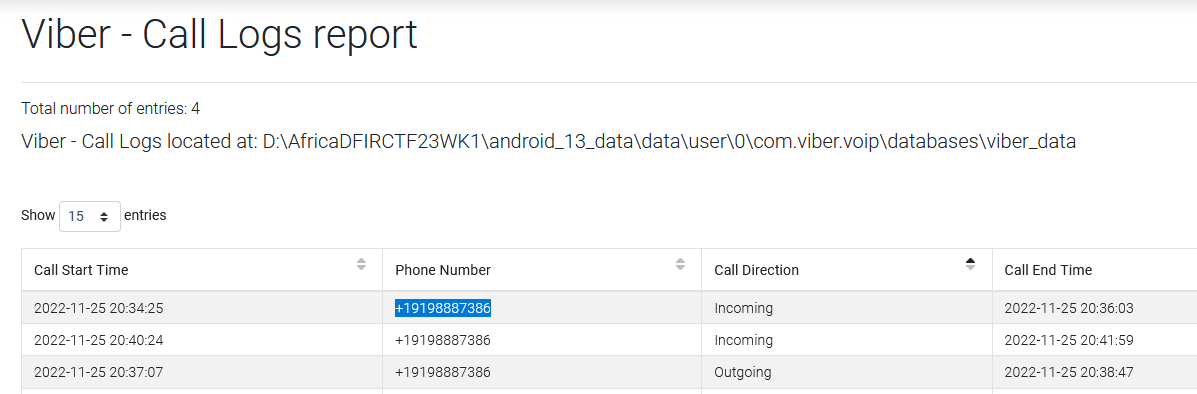 Viber - Call Logs report
Total number of entries: 4
Viber - Call Logs located at: D:\AfricaDFIRCTF23WK1\android_13_data\data\user\0\com.viber.voip\databases\viber_data
Show 15 entries
Call Start Time Phone Number Call Direction Call End Time
2022-11-25 20:34:25 +19198887386 Incoming 2022-11-25 20:36:03
2022-11-25 20:40:24 +19198887386 Incoming 2022-11-25 20:41:59
2022-11-25 20:37:07 +19198887386 Outgoing 2022-11-25 20:38:47